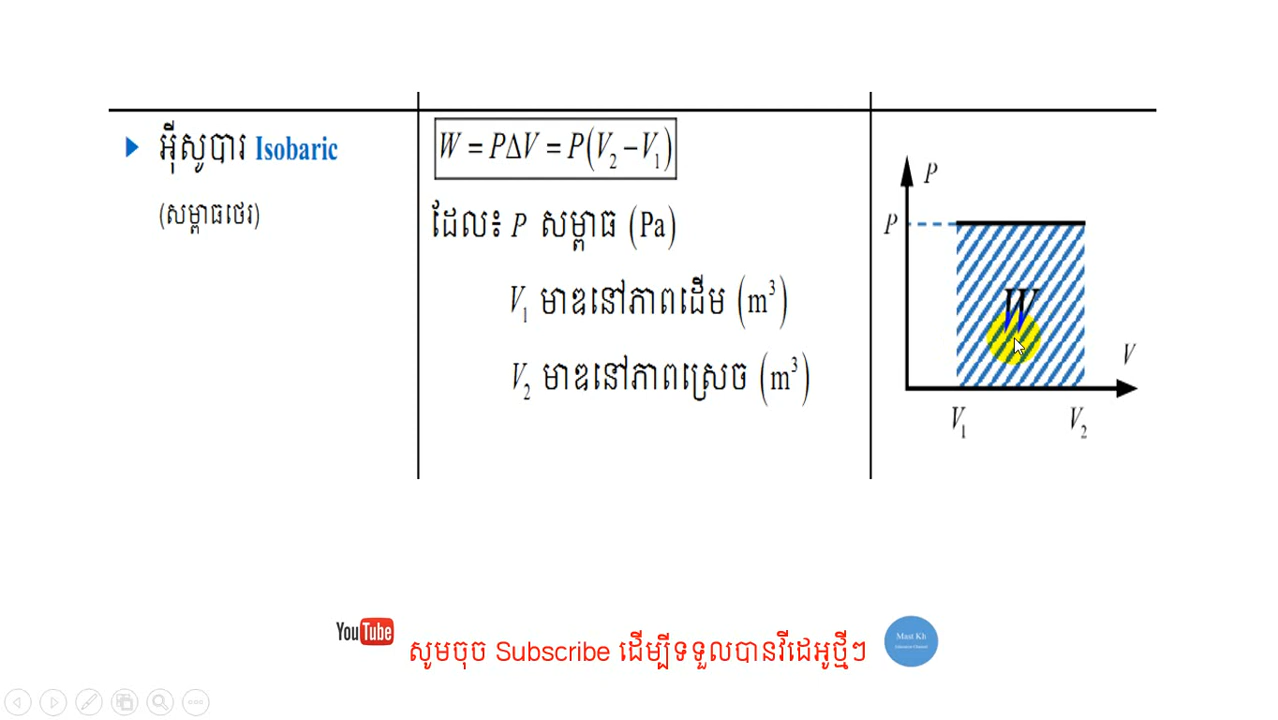 អ៊ីសូបារ Isobaric
(សម្ពាធថេរ)
W = PΔV = P(V₂ − V₁)
ដែល៖ P សម្ពាធ (Pa)
V₁ មាឌនៅភាពដើម (m³)
V₂ មាឌនៅភាពស្រេច (m³)
P
P
W
V
V₁ V₂
YouTube
សូមចុច Subscribe ដើម្បីទទួលបានវីដេអូថ្មីៗ
Maut Kh